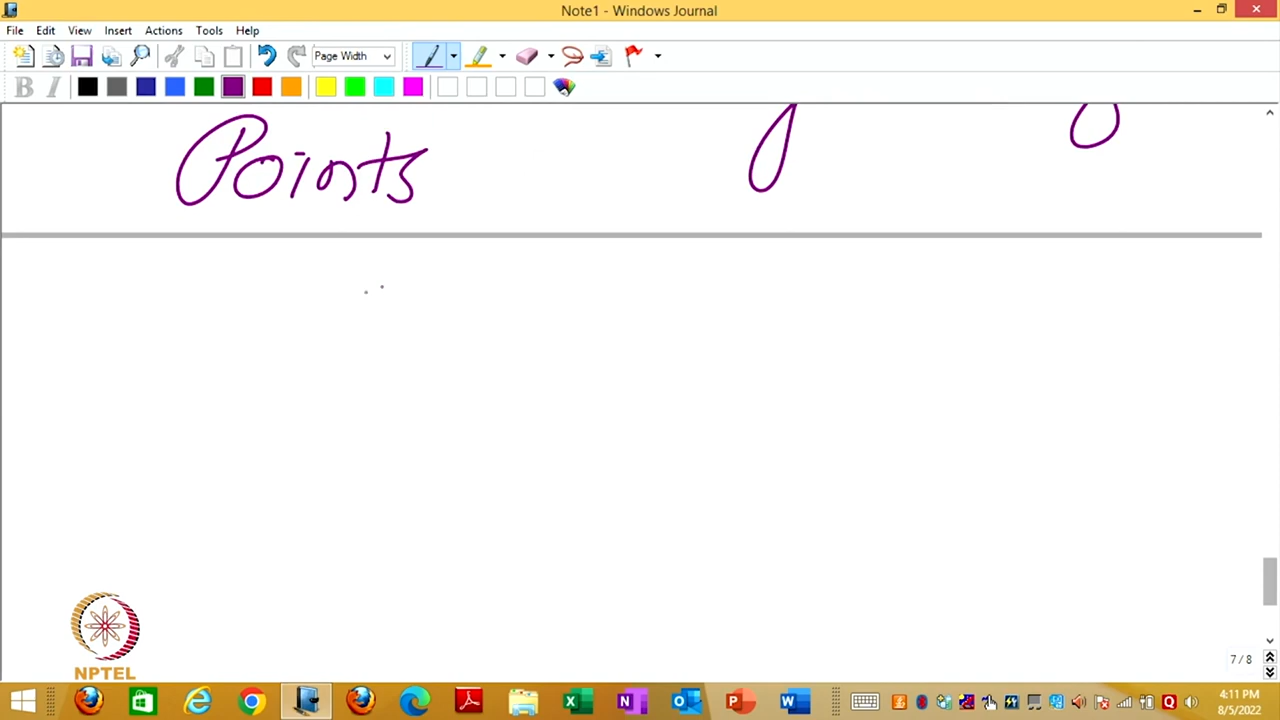 Note1 - Windows Journal
File Edit View Insert Actions Tools Help
Page Width
B I
Points
NPTEL
7 / 8
4:11 PM
8/5/2022